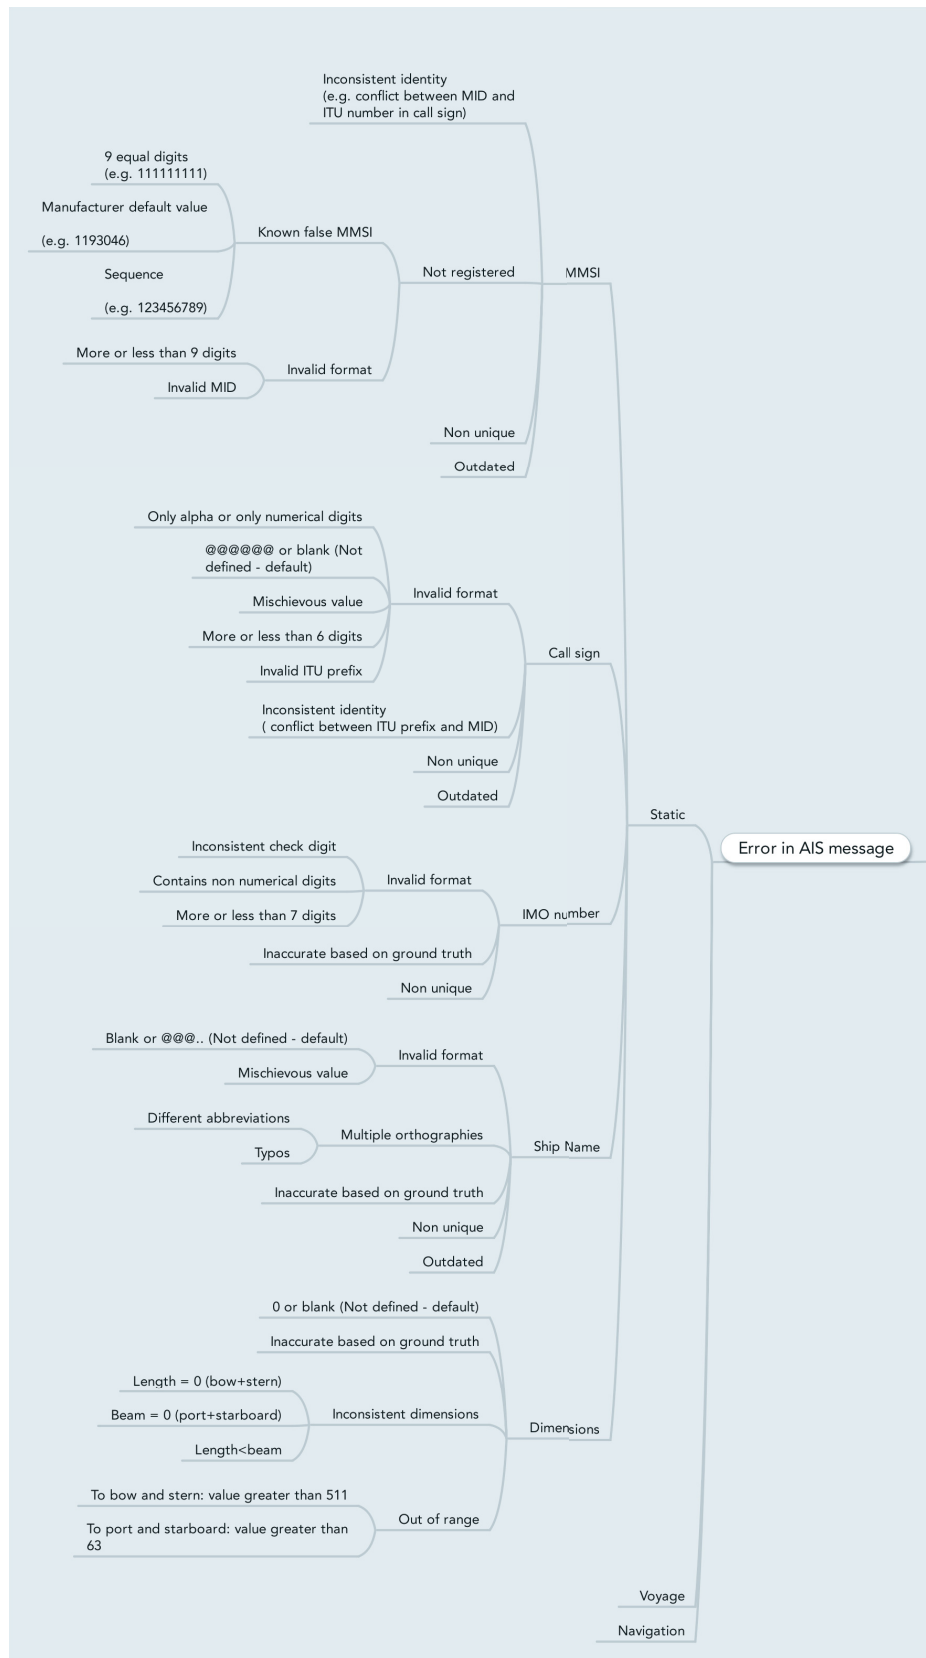 Inconsistent identity
(e.g. conflict between MID and
ITU number in call sign)
9 equal digits
(e.g. 111111111)
Manufacturer default value
(e.g. 1193046)
Sequence
(e.g. 123456789)
Known false MMSI
Not registered
MMSI
More or less than 9 digits
Invalid MID
Invalid format
Non unique
Outdated
Only alpha or only numerical digits
@@@@@@ or blank (Not
defined - default)
Mischievous value
More or less than 6 digits
Invalid ITU prefix
Invalid format
Call sign
Inconsistent identity
( conflict between ITU prefix and MID)
Non unique
Outdated
Static
Error in AIS message
Inconsistent check digit
Contains non numerical digits
More or less than 7 digits
Invalid format
IMO number
Inaccurate based on ground truth
Non unique
Blank or @@@.. (Not defined - default)
Mischievous value
Invalid format
Different abbreviations
Typos
Multiple orthographies
Ship Name
Inaccurate based on ground truth
Non unique
Outdated
0 or blank (Not defined - default)
Inaccurate based on ground truth
Length = 0 (bow+stern)
Beam = 0 (port+starboard)
Length<beam
Inconsistent dimensions
Dimensions
To bow and stern: value greater than 511
To port and starboard: value greater than
63
Out of range
Voyage
Navigation